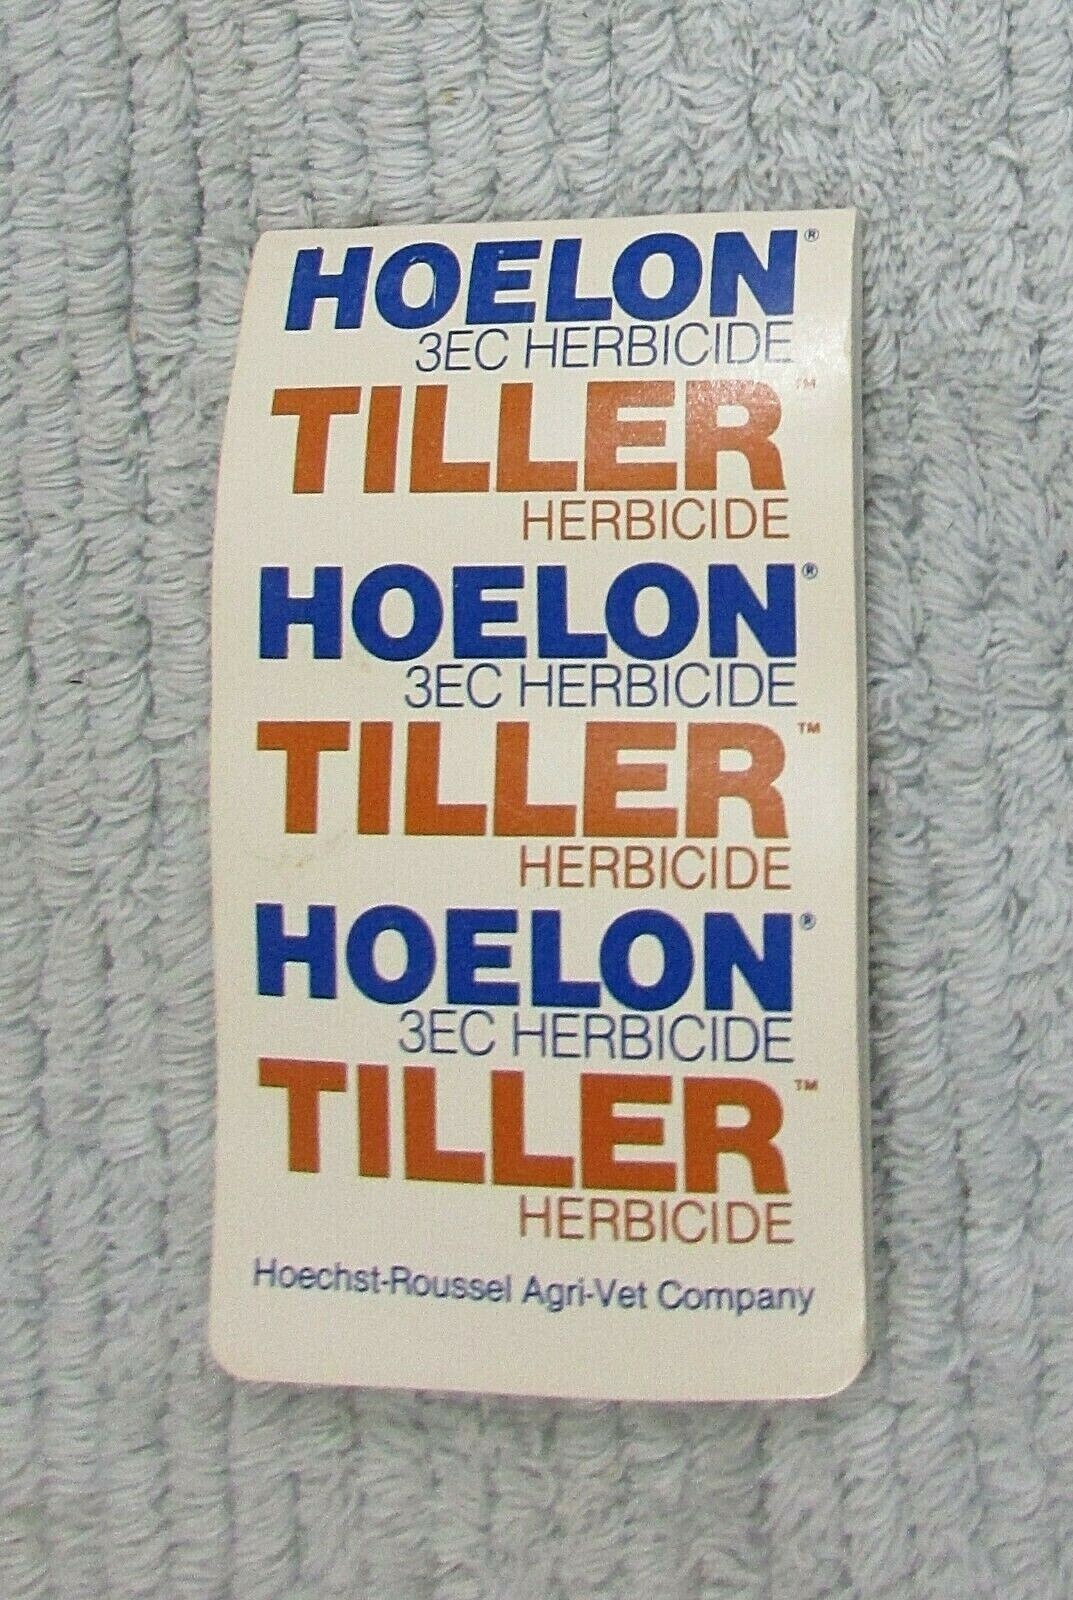 HOELON®
3EC HERBICIDE
TILLER™
HERBICIDE
HOELON®
3EC HERBICIDE
TILLER™
HERBICIDE
HOELON®
3EC HERBICIDE
TILLER™
HERBICIDE
Hoechst-Roussel Agri-Vet Company